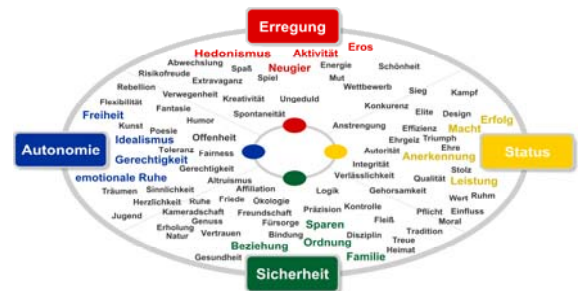 Erregung
Hedonismus Aktivität Eros
Abwechslung Spaß Neugier Energie Schönheit
Risikofreude Extravaganz Spiel Mut
Rebellion Verwegenheit Wettbewerb Sieg Kampf
Flexibilität Fantasie Kreativität Ungeduld Konkurenz Elite Design
Freiheit Humor Spontaneität Erfolg
Kunst Poesie Anstrengung Effizienz Macht
Idealismus Offenheit Ehrgeiz Triumph
Autonomie Toleranz Fairness Autorität Ehre Status
Gerechtigkeit Integrität Anerkennung
Gerechtigkeit Verlässlichkeit Stolz
emotionale Ruhe Altruismus Qualität Leistung
Träumen Sinnlichkeit Affiliation Logik Gehorsamkeit
Herzlichkeit Ruhe Friede Ökologie Wert Ruhm
Jugend Kameradschaft Freundschaft Präzision Kontrolle Pflicht Einfluss
Genuss Fürsorge Sparen Fleiß Moral
Erholung Vertrauen Bindung Disziplin Tradition
Natur Beziehung Ordnung Treue
Gesundheit Familie Heimat
Sicherheit